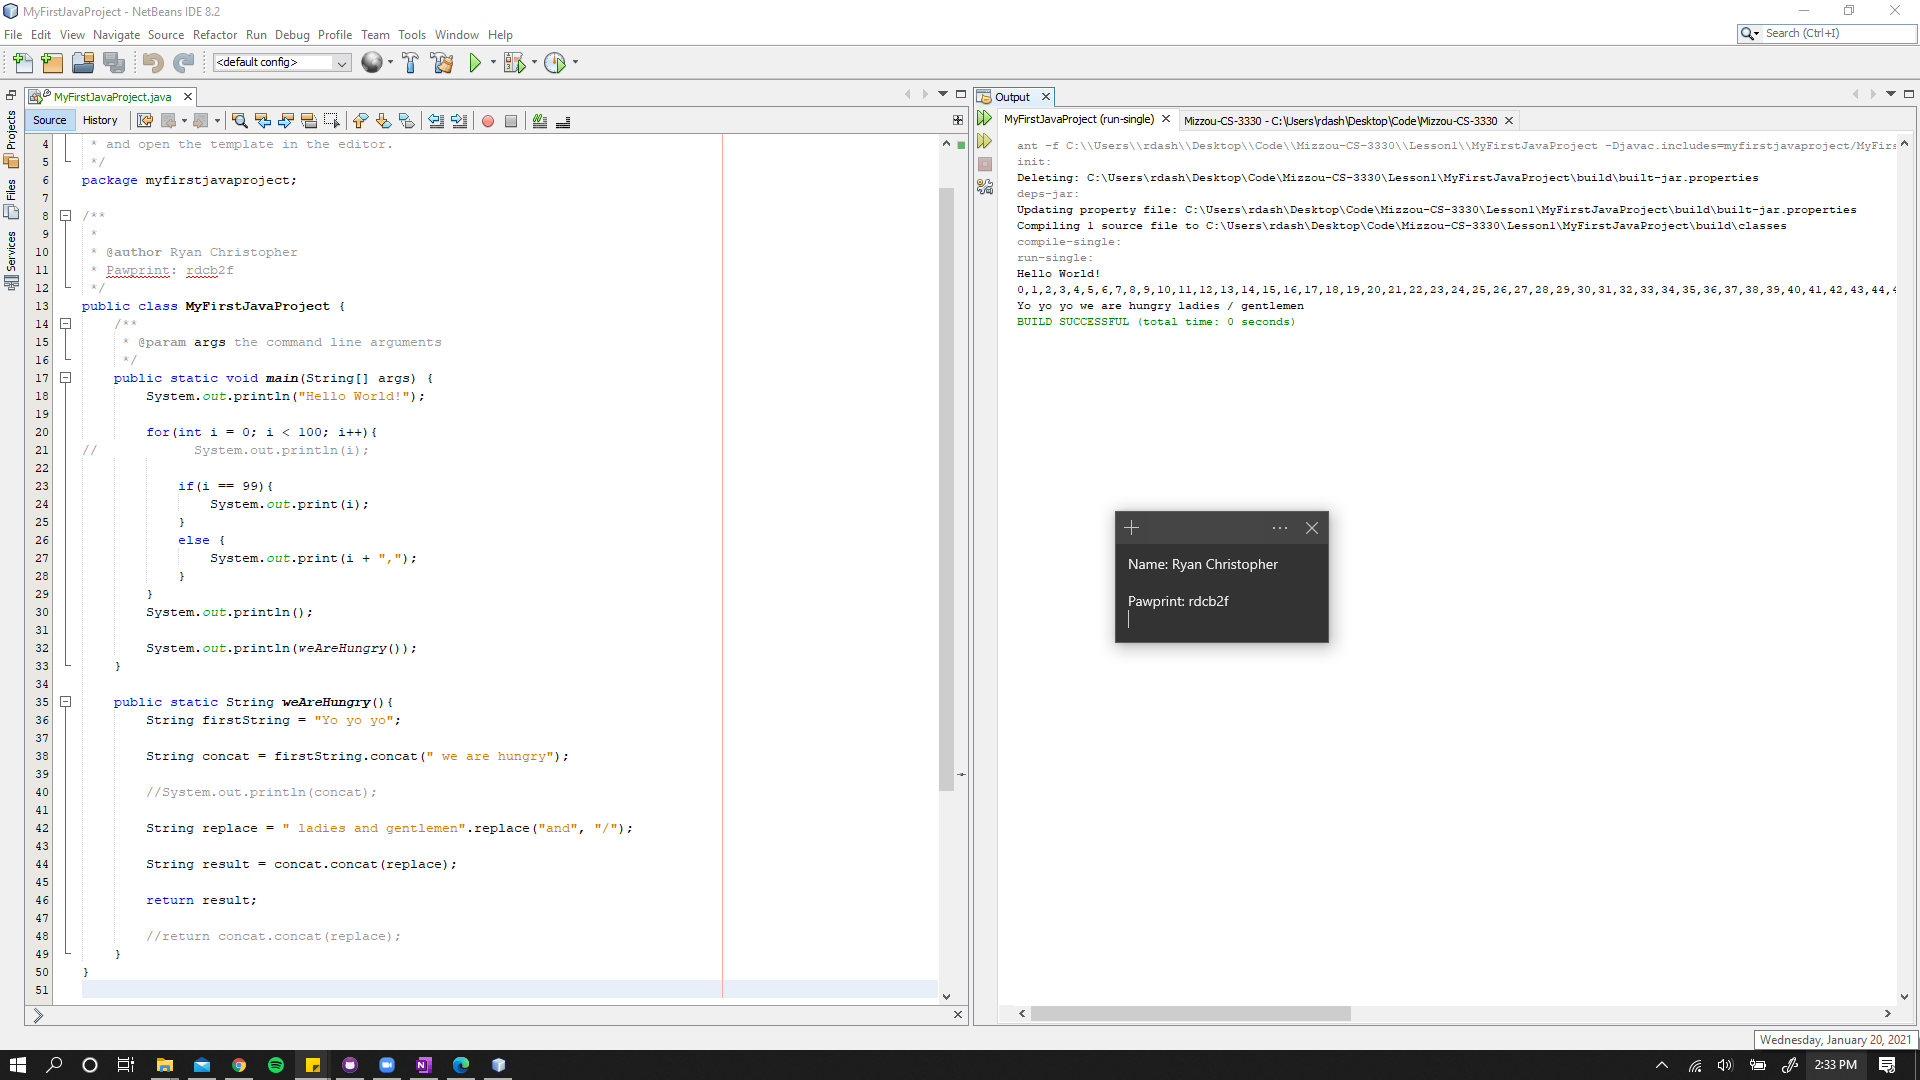 MyFirstJavaProject - NetBeans IDE 8.2
File Edit View Navigate Source Refactor Run Debug Profile Team Tools Window Help
Search (Ctrl+I)
<default config>
Projects
Files
Services
MyFirstJavaProject.java
Source History
4 * and open the template in the editor.
5 */
6 package myfirstjavaproject;
7
8 /**
9 *
10 * @author Ryan Christopher
11 * Pawprint: rdcb2f
12 */
13 public class MyFirstJavaProject {
14 /**
15 * @param args the command line arguments
16 */
17 public static void main(String[] args) {
18 System.out.println("Hello World!");
19
20 for(int i = 0; i < 100; i++){
21 // System.out.println(i);
22
23 if(i == 99){
24 System.out.print(i);
25 }
26 else {
27 System.out.print(i + ",");
28 }
29 }
30 System.out.println();
31
32 System.out.println(weAreHungry());
33 }
34
35 public static String weAreHungry(){
36 String firstString = "Yo yo yo";
37
38 String concat = firstString.concat(" we are hungry");
39
40 //System.out.println(concat);
41
42 String replace = " ladies and gentlemen".replace("and", "/");
43
44 String result = concat.concat(replace);
45
46 return result;
47
48 //return concat.concat(replace);
49 }
50 }
51
Output
MyFirstJavaProject (run-single) Mizzou-CS-3330 - C:\Users\rdash\Desktop\Code\Mizzou-CS-3330
ant -f C:\\Users\\rdash\\Desktop\\Code\\Mizzou-CS-3330\\Lesson1\\MyFirstJavaProject -Djavac.includes=myfirstjavaproject/MyFirs
init:
Deleting: C:\Users\rdash\Desktop\Code\Mizzou-CS-3330\Lesson1\MyFirstJavaProject\build\built-jar.properties
deps-jar:
Updating property file: C:\Users\rdash\Desktop\Code\Mizzou-CS-3330\Lesson1\MyFirstJavaProject\build\built-jar.properties
Compiling 1 source file to C:\Users\rdash\Desktop\Code\Mizzou-CS-3330\Lesson1\MyFirstJavaProject\build\classes
compile-single:
run-single:
Hello World!
0,1,2,3,4,5,6,7,8,9,10,11,12,13,14,15,16,17,18,19,20,21,22,23,24,25,26,27,28,29,30,31,32,33,34,35,36,37,38,39,40,41,42,43,44,4
Yo yo yo we are hungry ladies / gentlemen
BUILD SUCCESSFUL (total time: 0 seconds)
Name: Ryan Christopher
Pawprint: rdcb2f
Wednesday, January 20, 2021
2:33 PM